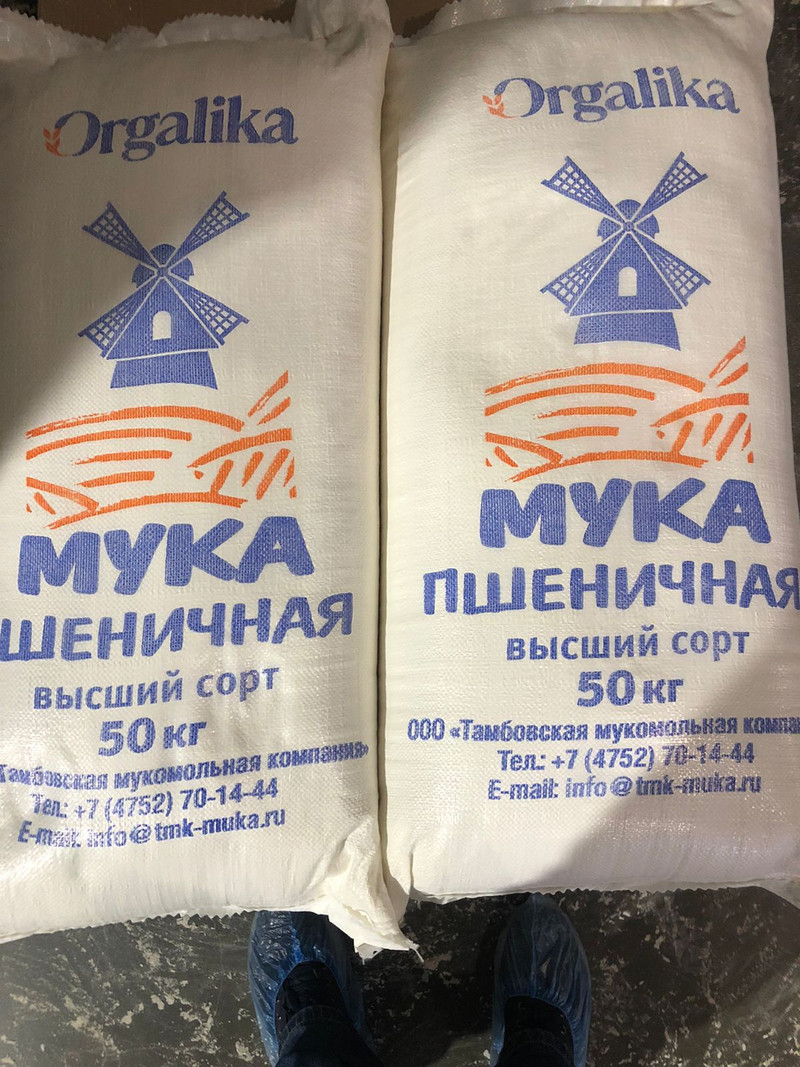 Orgalika
МУКА
ШЕНИЧНАЯ
высший сорт
50 кг
Тамбовская мукомольная компания»
Тел.: +7 (4752) 70-14-44
E-mail: info@tmk-muka.ru
Orgalika
МУКА
ПШЕНИЧНАЯ
высший сорт
50 кг
ООО «Тамбовская мукомольная компа
Тел.: +7 (4752) 70-14-44
E-mail: info@tmk-muka.ru